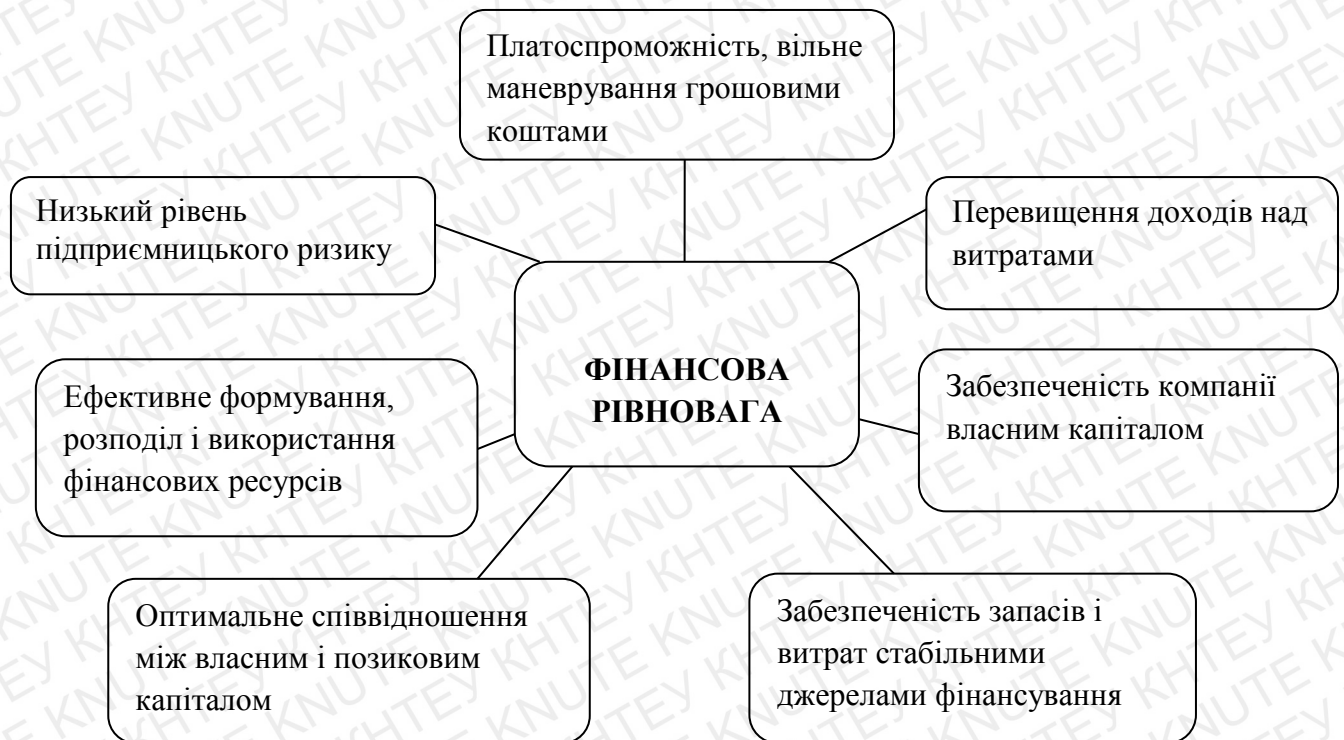 Платоспроможність, вільне
маневрування грошовими
коштами
Низький рівень
підприємницького ризику
Перевищення доходів над
витратами
ФІНАНСОВА
РІВНОВАГА
Ефективне формування,
розподіл і використання
фінансових ресурсів
Забезпеченість компанії
власним капіталом
Оптимальне співвідношення
між власним і позиковим
капіталом
Забезпеченість запасів і
витрат стабільними
джерелами фінансування